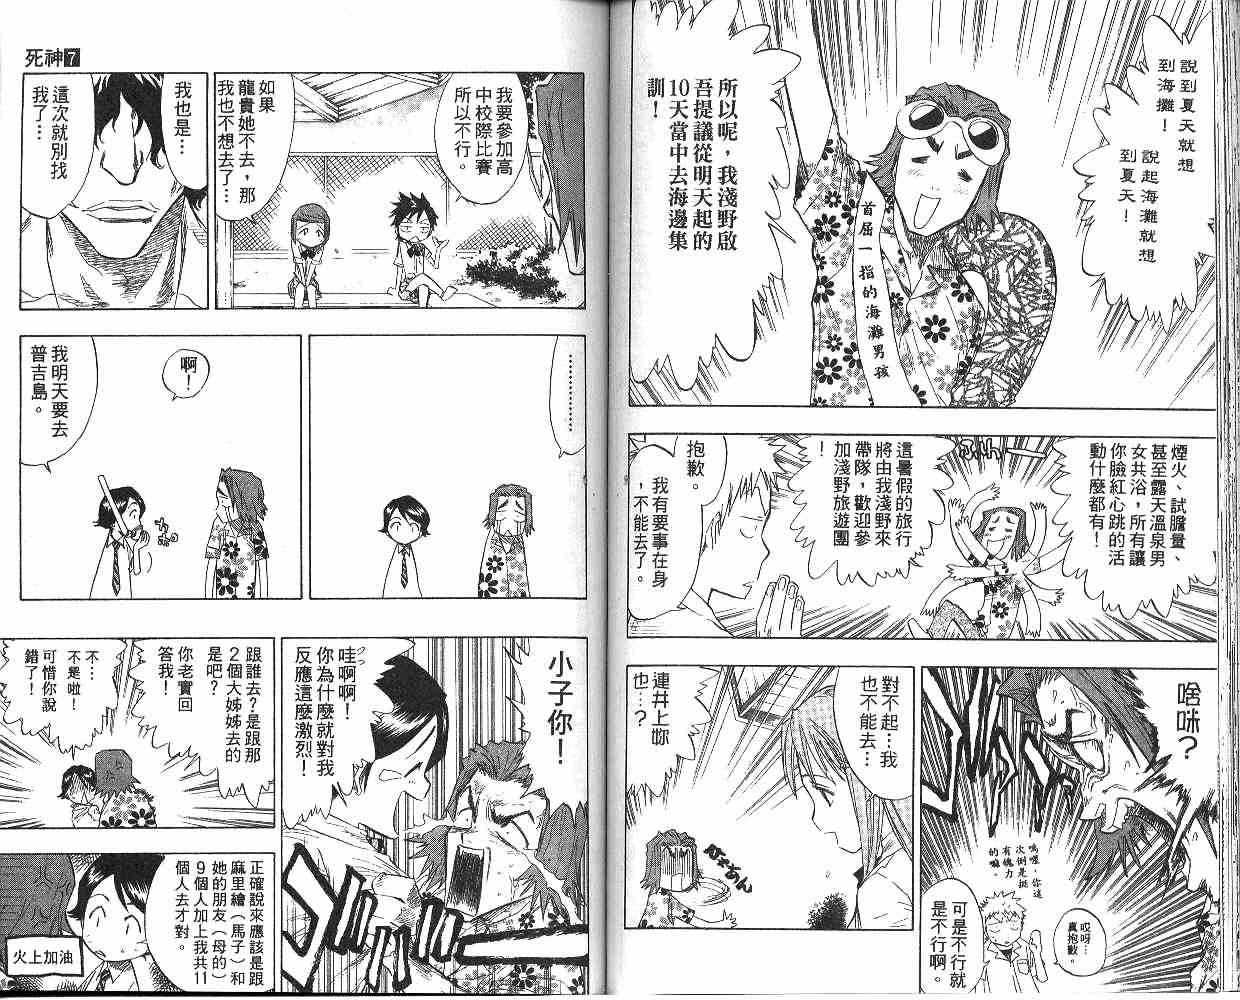 說到夏天就想
到海攤！
說起海灘就想
到夏天！
首屈一指的海灘男孩
所以呢，我淺野啟
吾提議從明天起的
10天當中去海邊集
訓！
煙火、試膽量、
甚至露天溫泉男
女共浴，所有讓
你臉紅心跳的活
動什麼都有！
這暑假的旅行
將由我淺野來
帶隊，歡迎參
加淺野旅遊團
！
抱歉。
我有要事在身
，不能去了。
啥咪？
嗚喔…你這
次倒是挺
有魄力
的嘛。
哎呀…
真抱歉。
可是不行就
是不行啊。
對不起…我
也不能去…
連井上妳
也…？
死神7
我要參加高
中校際比賽
所以不行。
如果
龍貴她不去，那
我也不想去了…
我也是…
這次就別找
我了…
…………
啊！
我明天要去
普吉島。
小子你！
哇啊啊！
你為什麼就對我
反應這麼激烈！
跟誰去？是跟那
2個大姊姊去的
是吧？
你老實回
答我！
不…
不是啦！
可惜你說
錯了！
正確說來應該是跟
麻里繪（馬子）和
她的朋友（母的）
9個人加上我共11
個人去才對。
火上加油